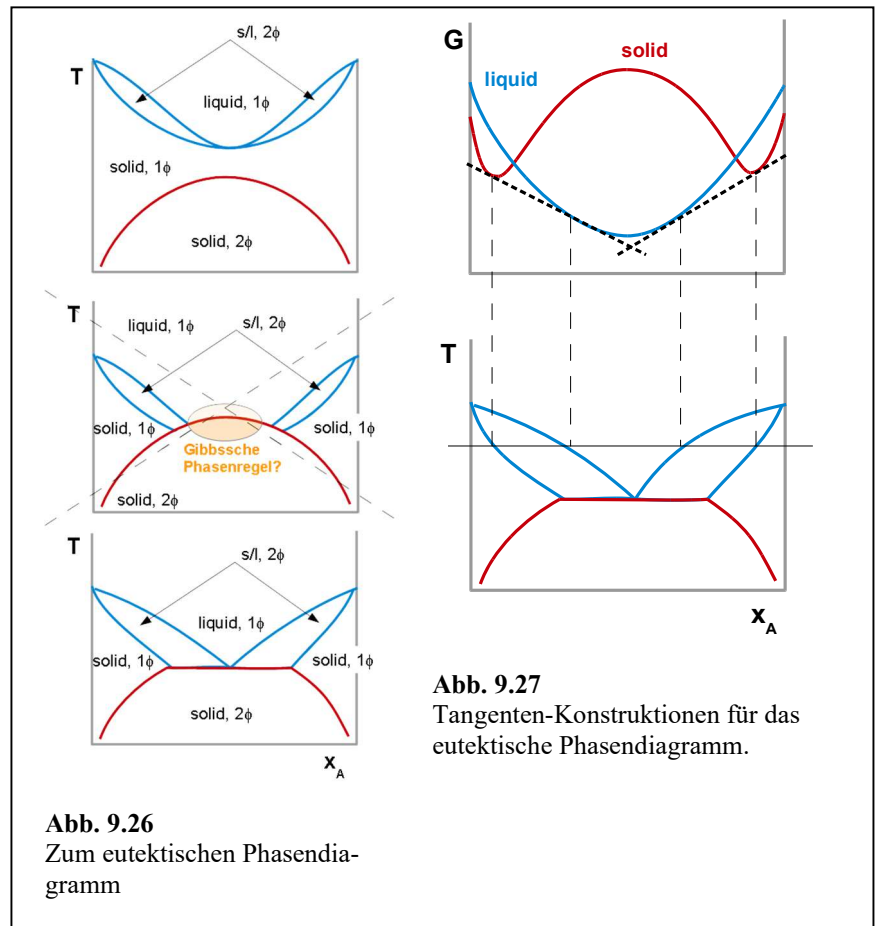 s/l, 2ϕ
T
liquid, 1ϕ
solid, 1ϕ
solid, 2ϕ
T
liquid, 1ϕ
s/l, 2ϕ
solid, 1ϕ
solid, 1ϕ
Gibbssche
Phasenregel?
solid, 2ϕ
T
s/l, 2ϕ
liquid, 1ϕ
solid, 1ϕ
solid, 1ϕ
solid, 2ϕ
X_A
Abb. 9.26
Zum eutektischen Phasendia-
gramm
G
solid
liquid
T
X_A
Abb. 9.27
Tangenten-Konstruktionen für das
eutektische Phasendiagramm.